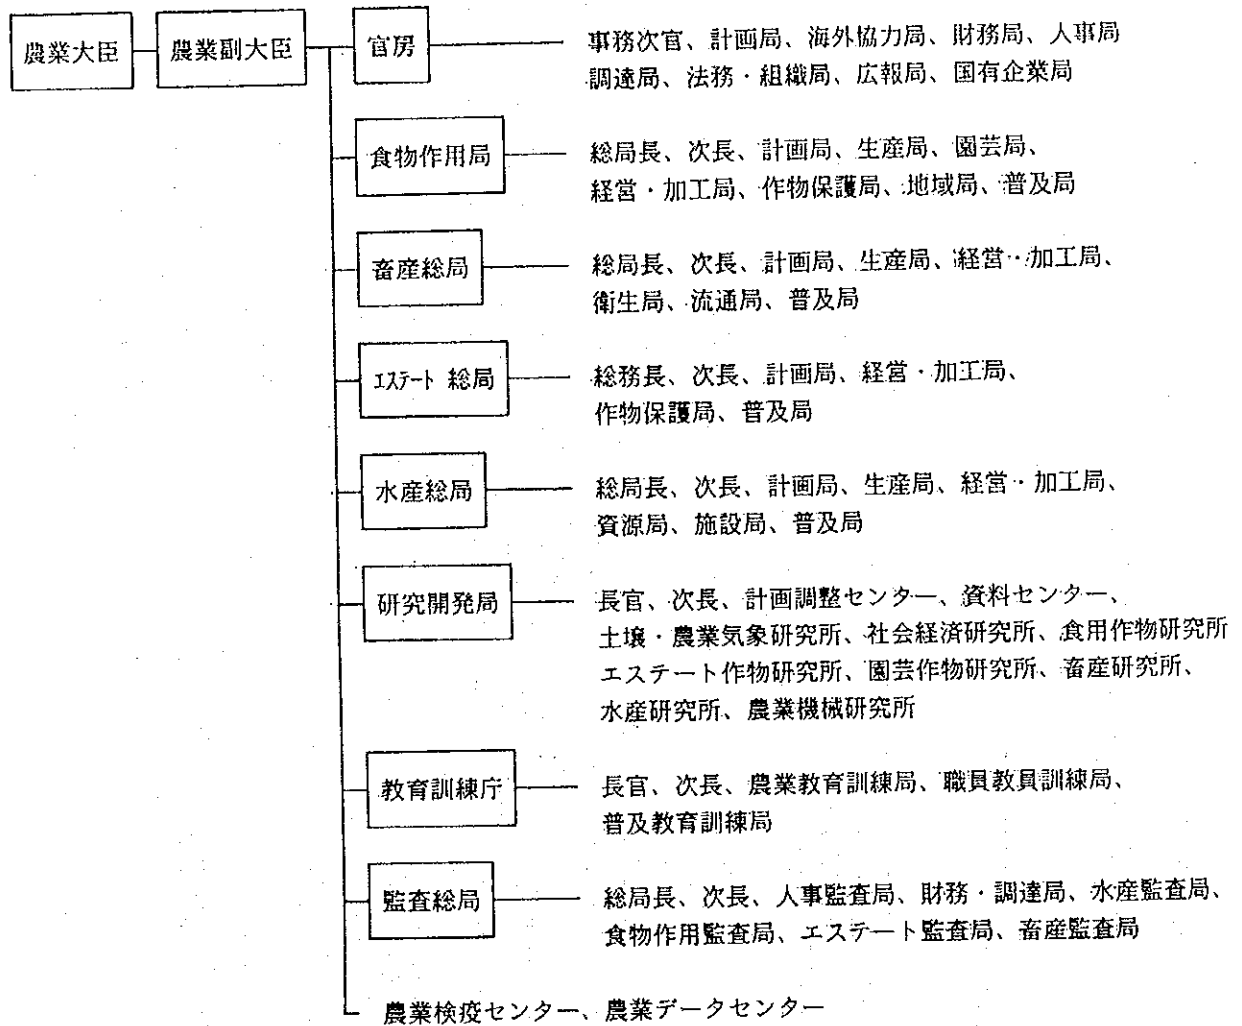 農業大臣 農業副大臣 官房 事務次官、計画局、海外協力局、財務局、人事局
調達局、法務・組織局、広報局、国有企業局
食物作用局 総局長、次長、計画局、生産局、園芸局、
経営・加工局、作物保護局、地域局、普及局
畜産総局 総局長、次長、計画局、生産局、経営・加工局、
衛生局、流通局、普及局
エステート 総局 総務長、次長、計画局、経営・加工局、
作物保護局、普及局
水産総局 総局長、次長、計画局、生産局、経営・加工局、
資源局、施設局、普及局
研究開発局 長官、次長、計画調整センター、資料センター、
土壌・農業気象研究所、社会経済研究所、食用作物研究所
エステート作物研究所、園芸作物研究所、畜産研究所、
水産研究所、農業機械研究所
教育訓練庁 長官、次長、農業教育訓練局、職員教員訓練局、
普及教育訓練局
監査総局 総局長、次長、人事監査局、財務・調達局、水産監査局、
食物作用監査局、エステート監査局、畜産監査局
農業検疫センター、農業データセンター